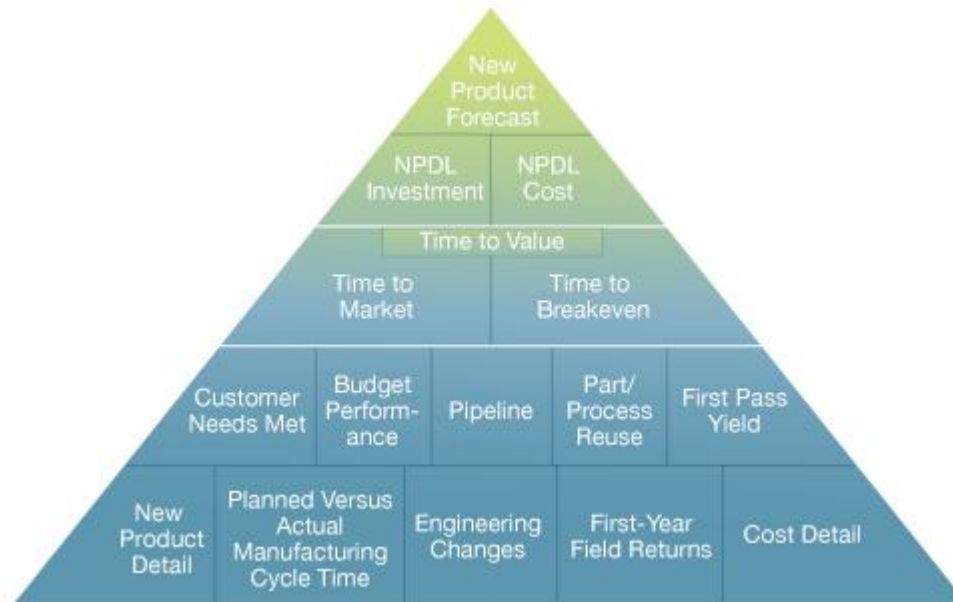 New
Product
Forecast
NPDL
Investment
NPDL
Cost
Time to Value
Time to
Market
Time to
Breakeven
Customer
Needs Met
Budget
Perform-
ance
Pipeline
Part/
Process
Reuse
First Pass
Yield
New
Product
Detail
Planned Versus
Actual
Manufacturing
Cycle Time
Engineering
Changes
First-Year
Field Returns
Cost Detail